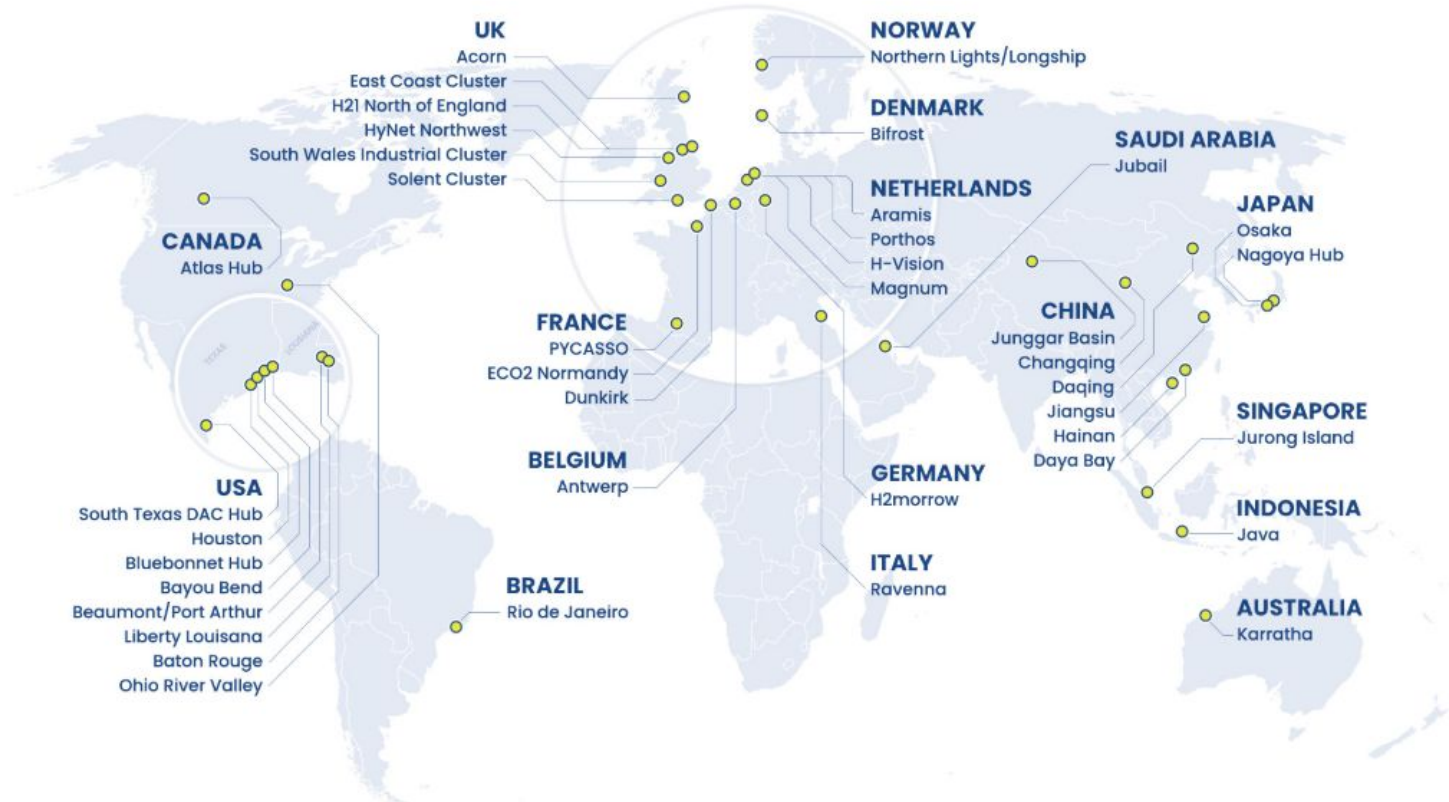 UK
Acorn
East Coast Cluster
H21 North of England
HyNet Northwest
South Wales Industrial Cluster
Solent Cluster
NORWAY
Northern Lights/Longship
DENMARK
Bifrost
SAUDI ARABIA
Jubail
NETHERLANDS
Aramis
Porthos
H-Vision
Magnum
JAPAN
Osaka
Nagoya Hub
CANADA
Atlas Hub
TEXAS
LOUISIANA
FRANCE
PYCASSO
ECO2 Normandy
Dunkirk
CHINA
Junggar Basin
Changqing
Daqing
Jiangsu
Hainan
Daya Bay
SINGAPORE
Jurong Island
BELGIUM
Antwerp
GERMANY
H2morrow
USA
South Texas DAC Hub
Houston
Bluebonnet Hub
Bayou Bend
Beaumont/Port Arthur
Liberty Louisana
Baton Rouge
Ohio River Valley
INDONESIA
Java
BRAZIL
Rio de Janeiro
ITALY
Ravenna
AUSTRALIA
Karratha